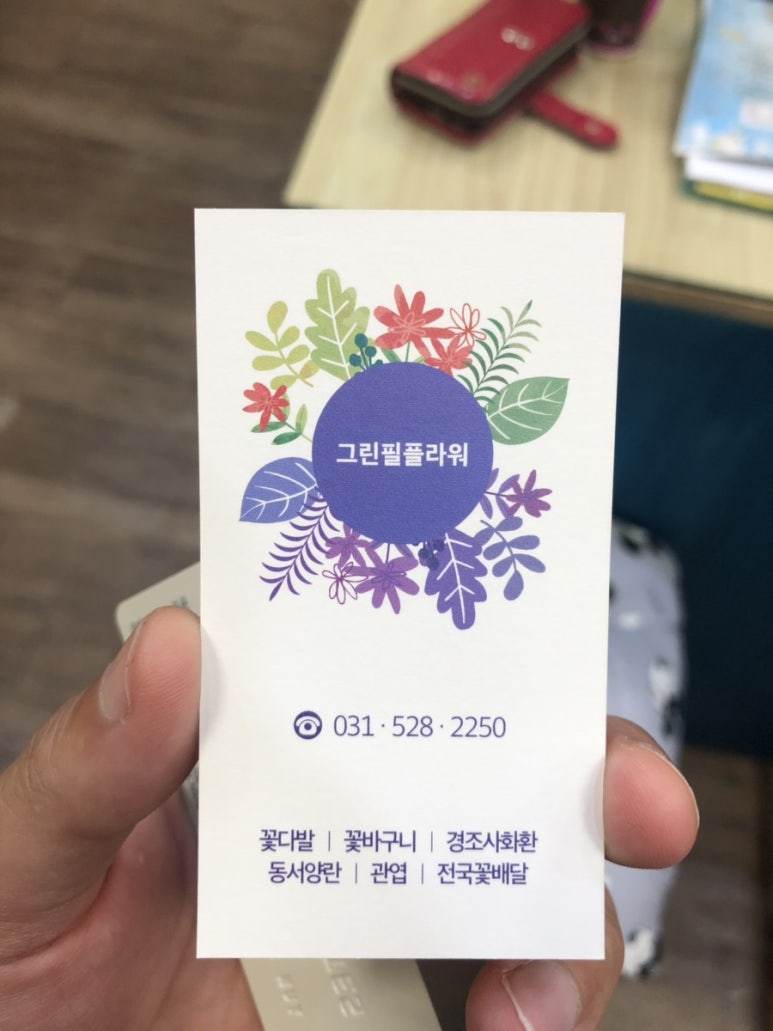 그린필플라워
031 · 528 · 2250
꽃다발 | 꽃바구니 | 경조사화환
동서양란 | 관엽 | 전국꽃배달